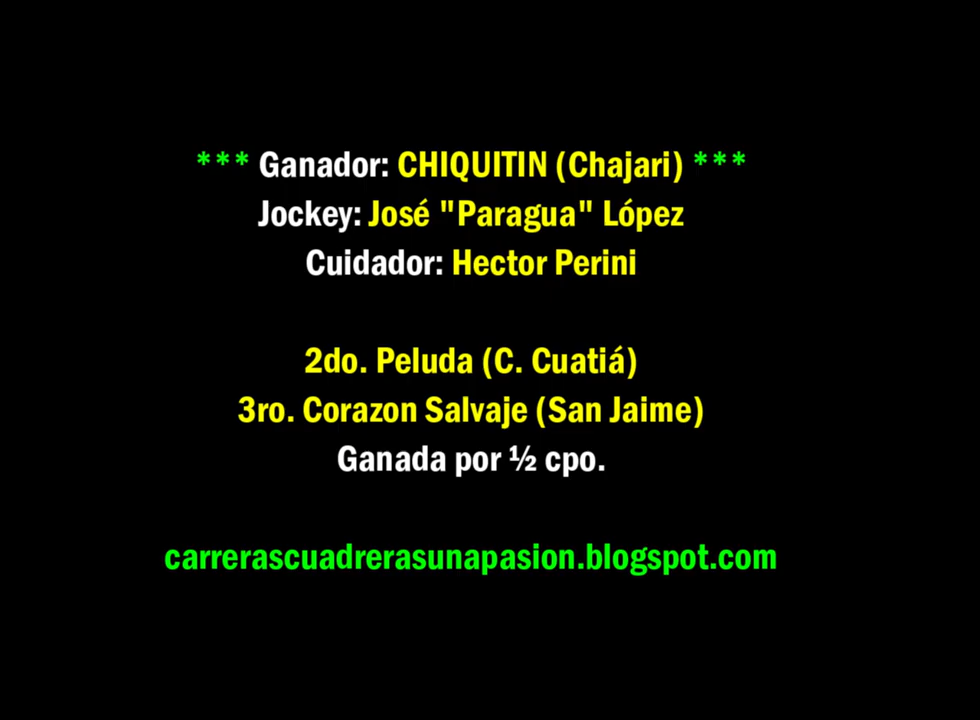 *** Ganador: CHIQUITIN (Chajari) ***
Jockey: José "Paragua" López
Cuidador: Hector Perini
2do. Peluda (C. Cuatiá)
3ro. Corazon Salvaje (San Jaime)
Ganada por ½ cpo.
carrerascuadrerasunapasion.blogspot.com